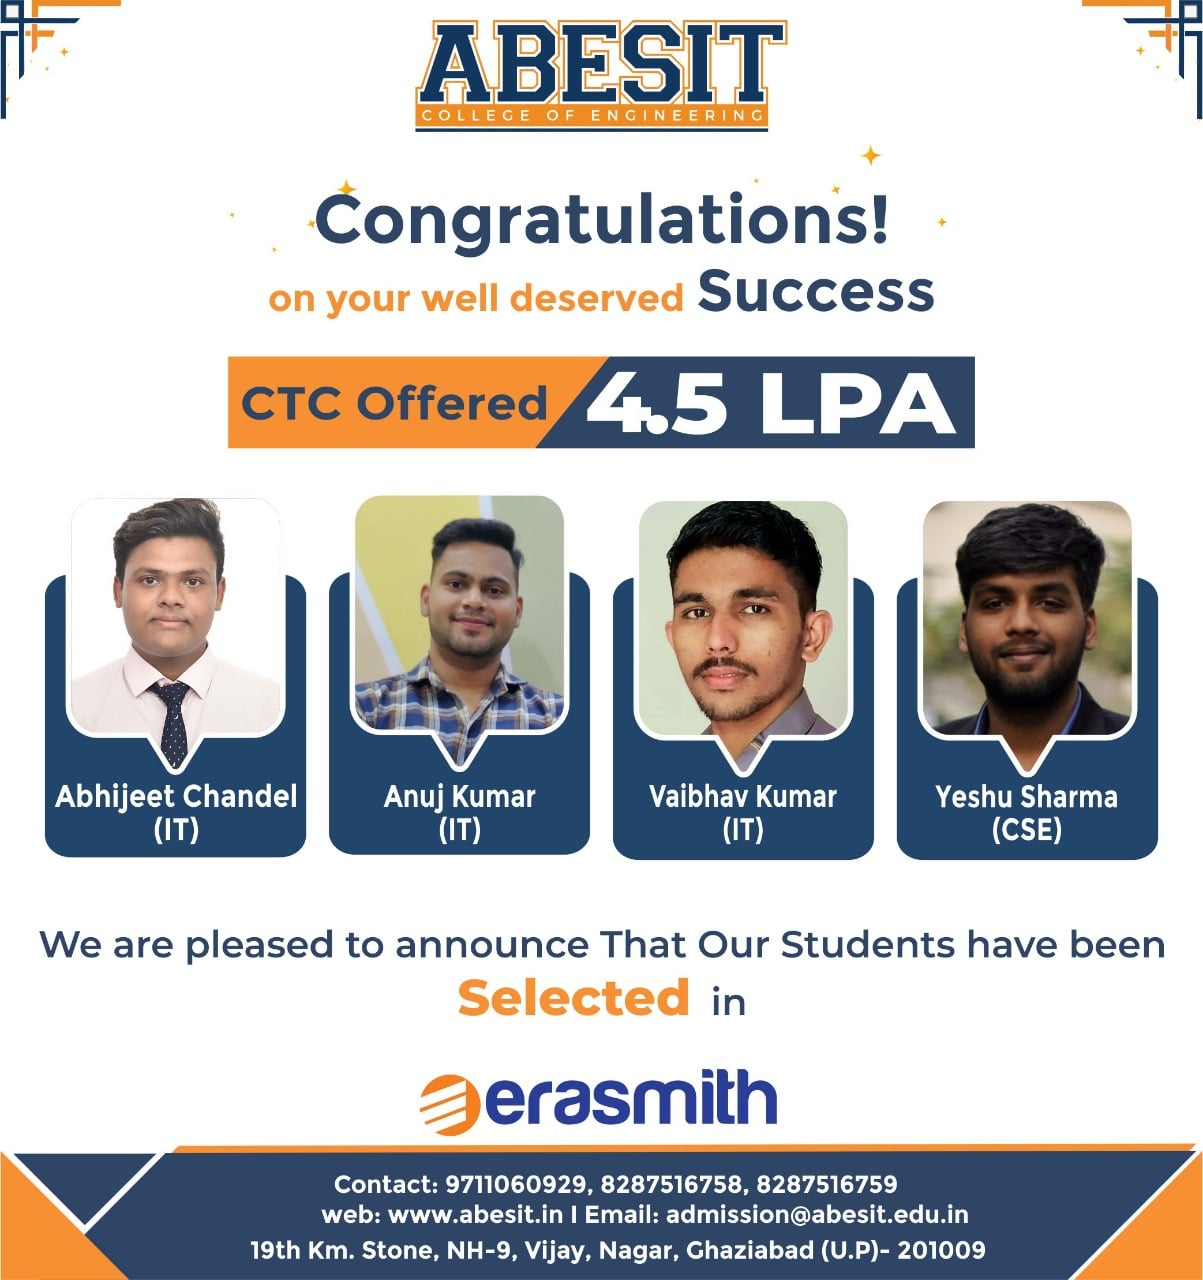 ABESIT
COLLEGE OF ENGINEERING
Congratulations!
on your well deserved Success
CTC Offered 4.5 LPA
Abhijeet Chandel
(IT)
Anuj Kumar
(IT)
Vaibhav Kumar
(IT)
Yeshu Sharma
(CSE)
We are pleased to announce That Our Students have been
Selected in
erasmith
Contact: 9711060929, 8287516758, 8287516759
web: www.abesit.in I Email: admission@abesit.edu.in
19th Km. Stone, NH-9, Vijay, Nagar, Ghaziabad (U.P)- 201009